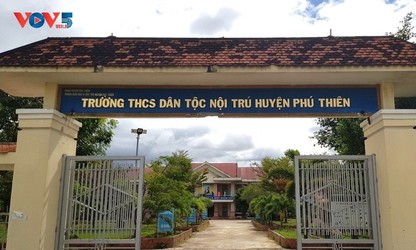 VOV5
TRƯỜNG THCS DÂN TỘC NỘI TRÚ HUYỆN PHÚ THIỆN